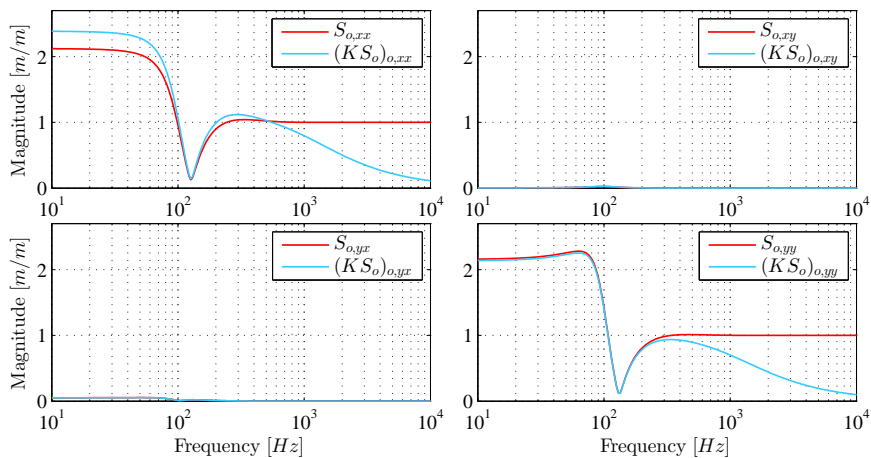 Magnitude [m/m]
2
1
0
S_{o,xx}
(KS_o)_{o,xx}
10^1
10^2
10^3
10^4
2
1
0
S_{o,xy}
(KS_o)_{o,xy}
10^1
10^2
10^3
10^4
Magnitude [m/m]
2
1
0
S_{o,yx}
(KS_o)_{o,yx}
10^1
10^2
10^3
10^4
Frequency [Hz]
2
1
0
S_{o,yy}
(KS_o)_{o,yy}
10^1
10^2
10^3
10^4
Frequency [Hz]